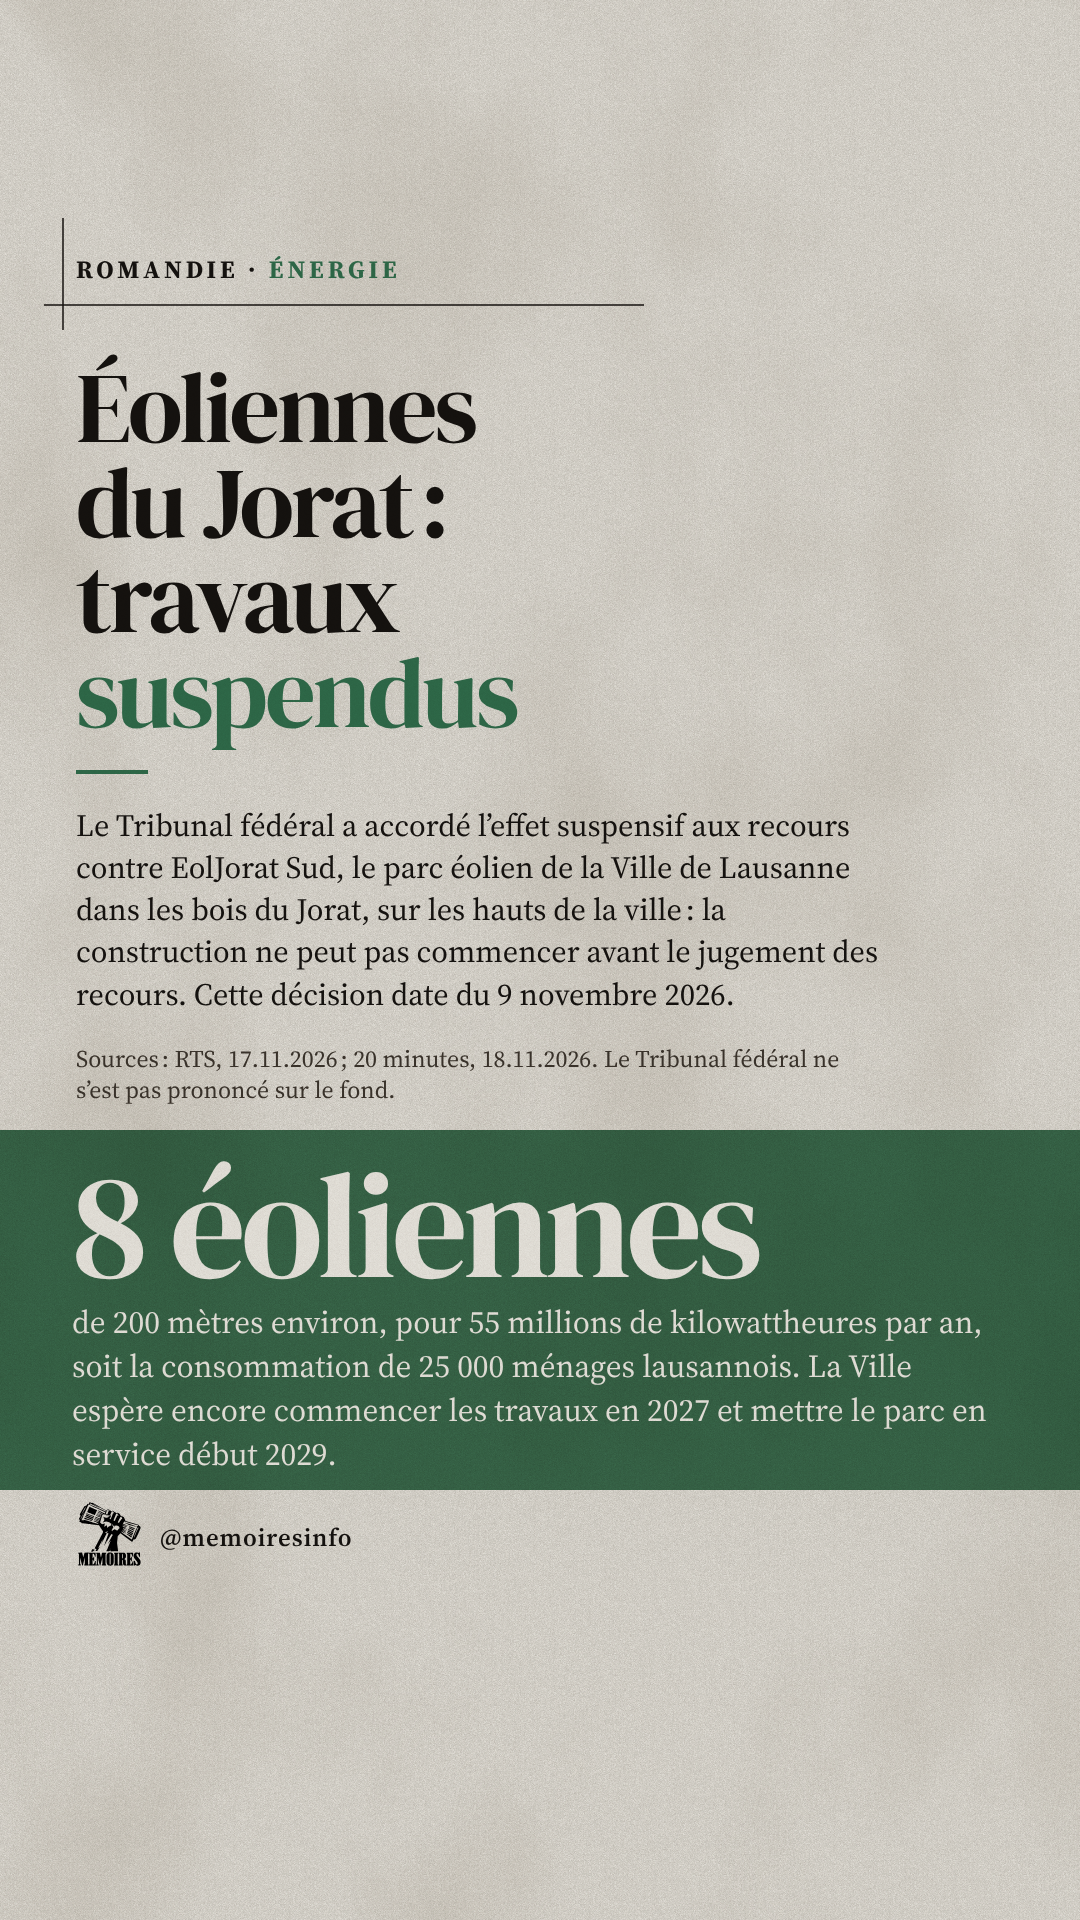 ROMANDIE · ÉNERGIE
Éoliennes
du Jorat :
travaux
suspendus
Le Tribunal fédéral a accordé l’effet suspensif aux recours
contre EolJorat Sud, le parc éolien de la Ville de Lausanne
dans les bois du Jorat, sur les hauts de la ville : la
construction ne peut pas commencer avant le jugement des
recours. Cette décision date du 9 novembre 2026.
Sources : RTS, 17.11.2026 ; 20 minutes, 18.11.2026. Le Tribunal fédéral ne
s’est pas prononcé sur le fond.
8 éoliennes
de 200 mètres environ, pour 55 millions de kilowattheures par an,
soit la consommation de 25 000 ménages lausannois. La Ville
espère encore commencer les travaux en 2027 et mettre le parc en
service début 2029.
MÉMOIRES
@memoiresinfo